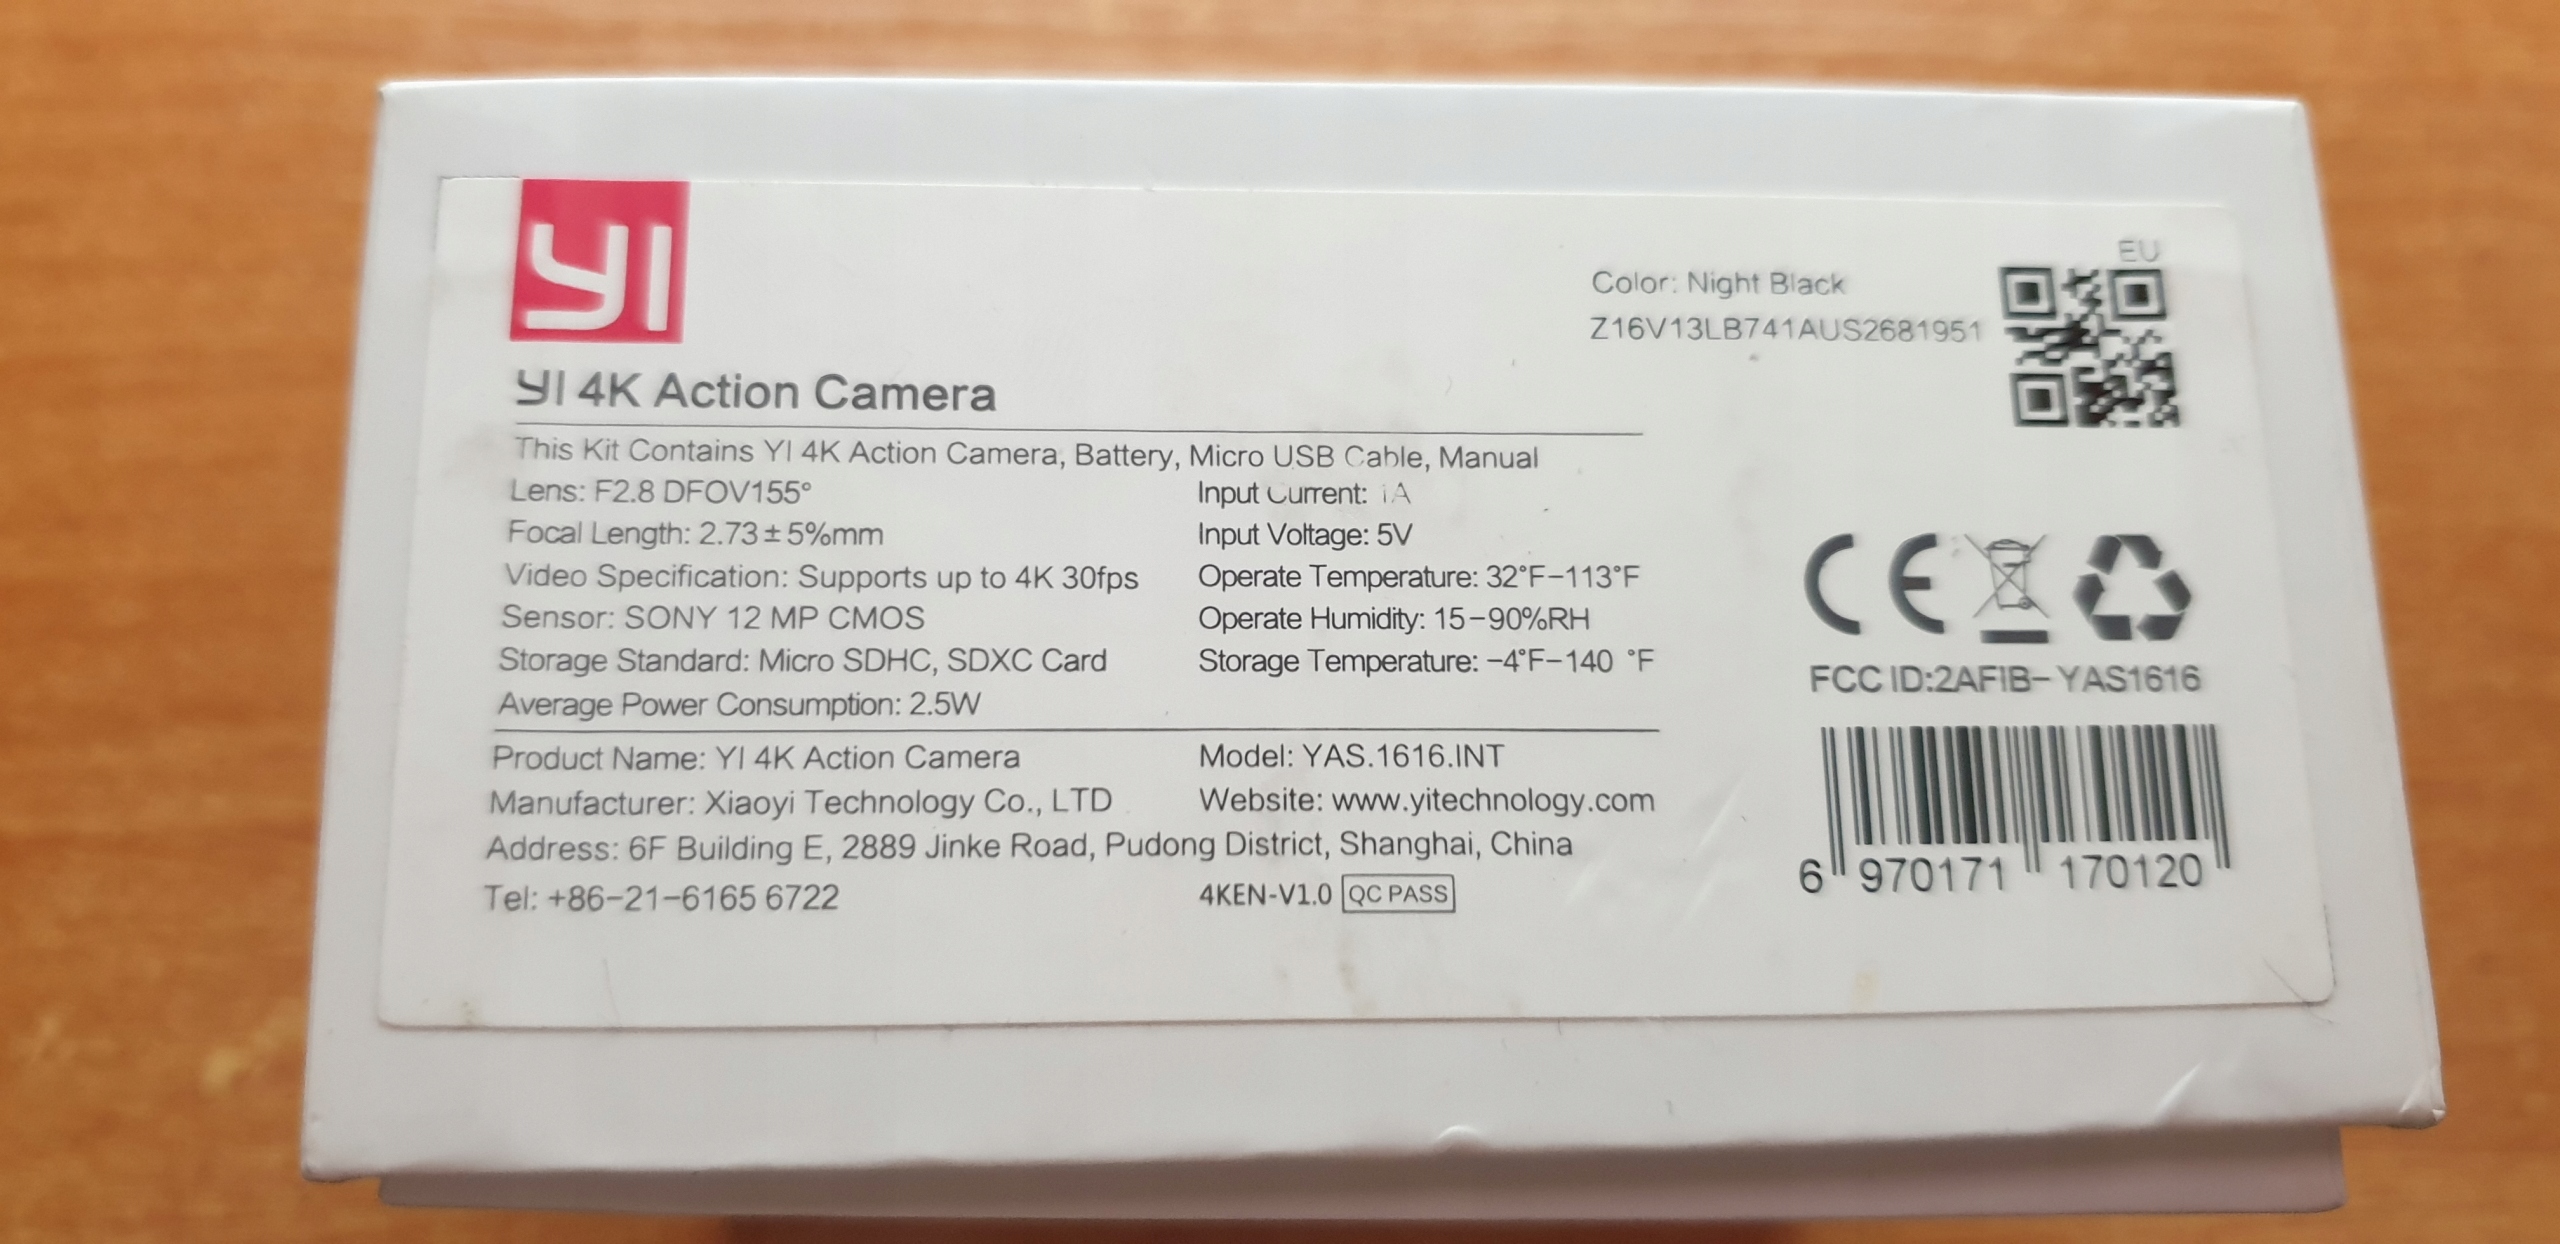 YI
EU
Color: Night Black
Z16V13LB741AUS2681951
YI 4K Action Camera
This Kit Contains YI 4K Action Camera, Battery, Micro USB Cable, Manual
Lens: F2.8 DFOV155°
Input Current: 1A
Focal Length: 2.73±5%mm
Input Voltage: 5V
Video Specification: Supports up to 4K 30fps
Operate Temperature: 32°F-113°F
Sensor: SONY 12 MP CMOS
Operate Humidity: 15-90%RH
Storage Standard: Micro SDHC, SDXC Card
Storage Temperature: -4°F-140 °F
Average Power Consumption: 2.5W
CE
FCC ID:2AFIB- YAS1616
Product Name: YI 4K Action Camera
Model: YAS.1616.INT
Manufacturer: Xiaoyi Technology Co., LTD
Website: www.yitechnology.com
Address: 6F Building E, 2889 Jinke Road, Pudong District, Shanghai, China
Tel: +86-21-6165 6722
4KEN-V1.0 QC PASS
6 970171 170120